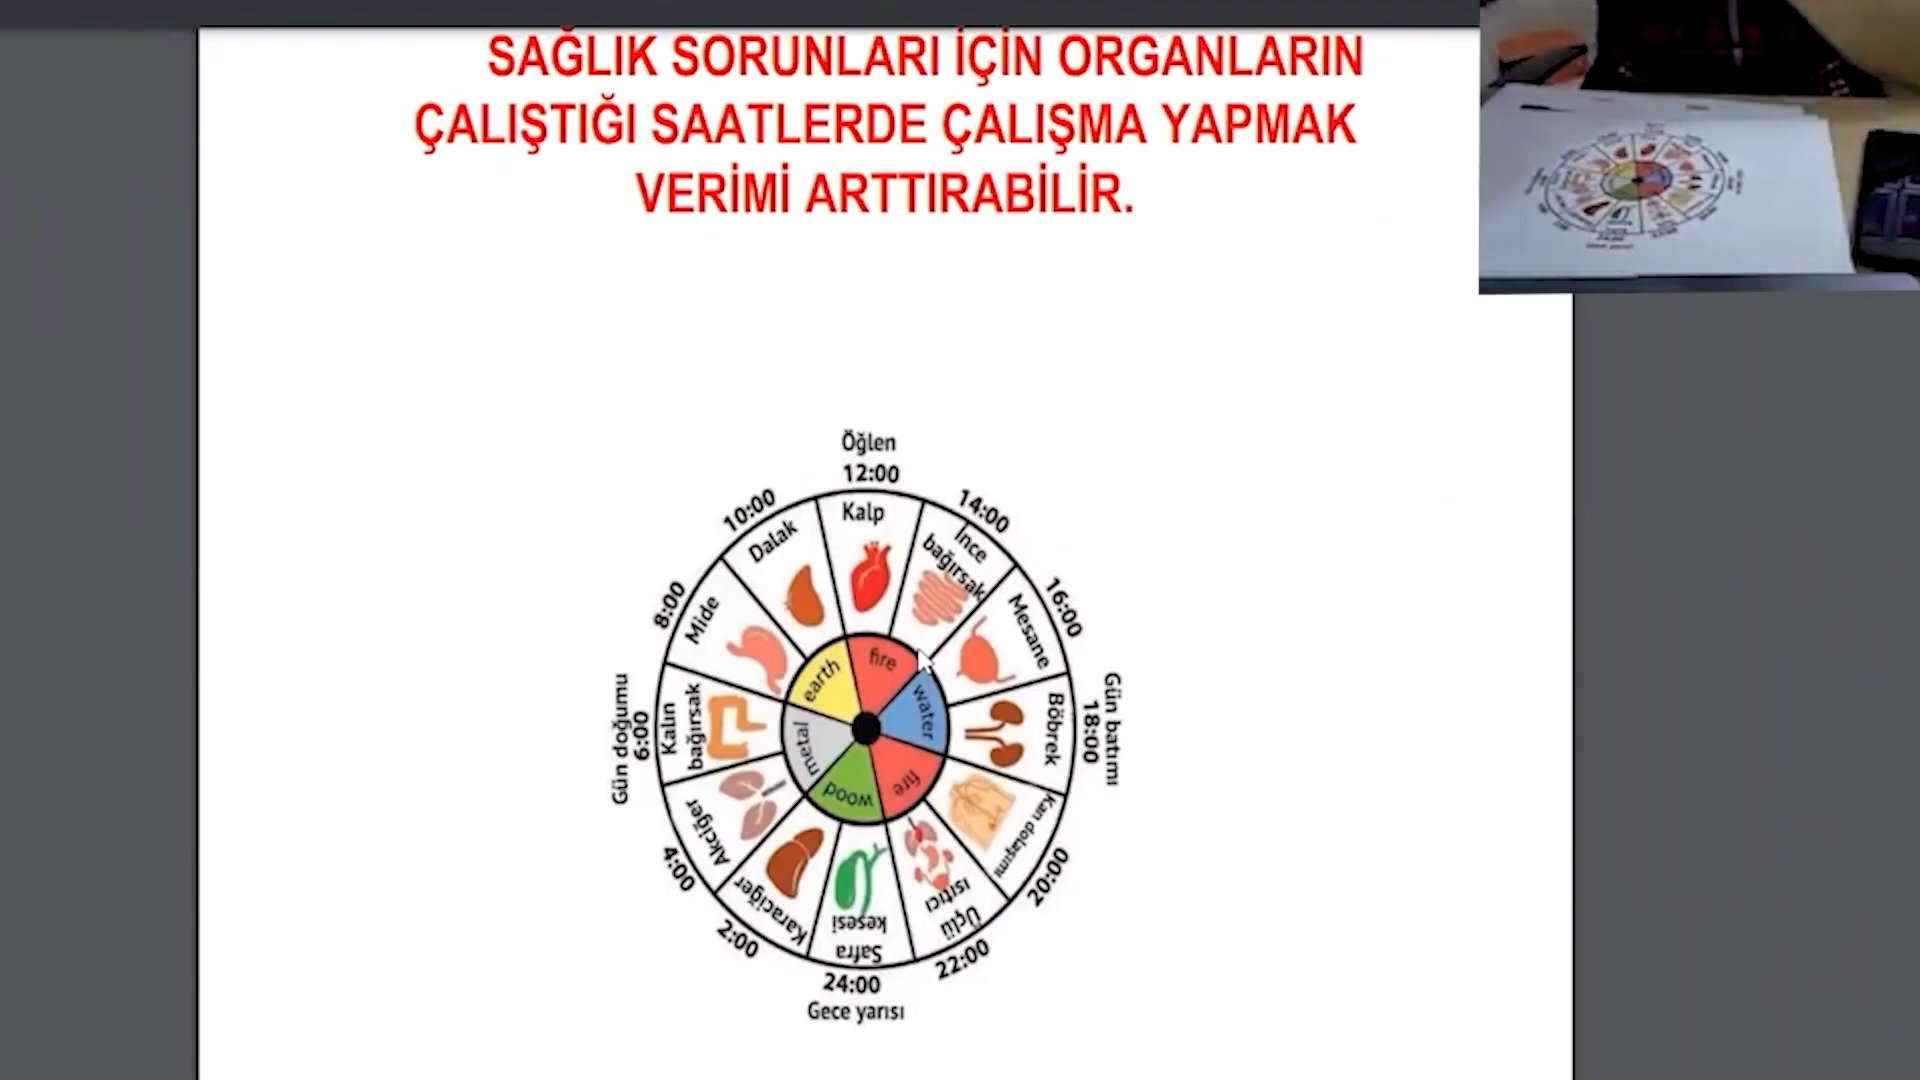 SAĞLIK SORUNLARI İÇİN ORGANLARIN
ÇALIŞTIĞI SAATLERDE ÇALIŞMA YAPMAK
VERİMİ ARTTIRABİLİR.
Öğlen
12:00
Kalp
14:00
İnce
bağırsak
16:00
Mesane
Gün batımı
18:00
Böbrek
20:00
Kan dolaşımı
22:00
Üçlü
ısıtıcı
24:00
Gece yarısı
Safra
kesesi
2:00
Karaciğer
4:00
Akciğer
Gün doğumu
6:00
Kalın
bağırsak
8:00
Mide
10:00
Dalak
fire
water
fire
wood
metal
earth